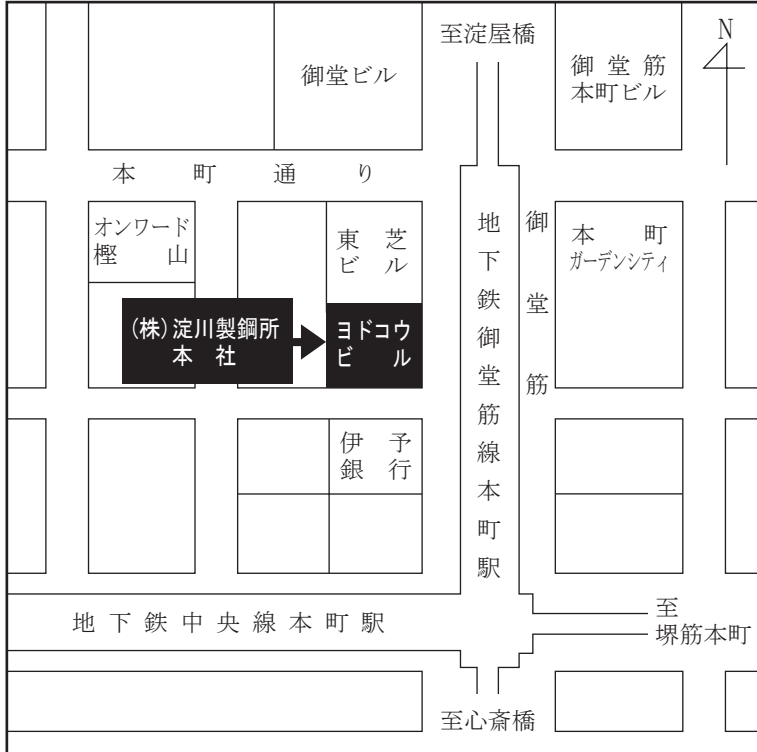 至淀屋橋
N
御堂ビル
御堂筋
本町ビル
本町通り
オンワード
樫山
東芝
ビル
地下鉄御堂筋線本町駅
御堂筋
本町
ガーデンシティ
(株)淀川製鋼所
本社
ヨドコウ
ビル
伊予
銀行
地下鉄中央線本町駅
至
堺筋本町
至心斎橋